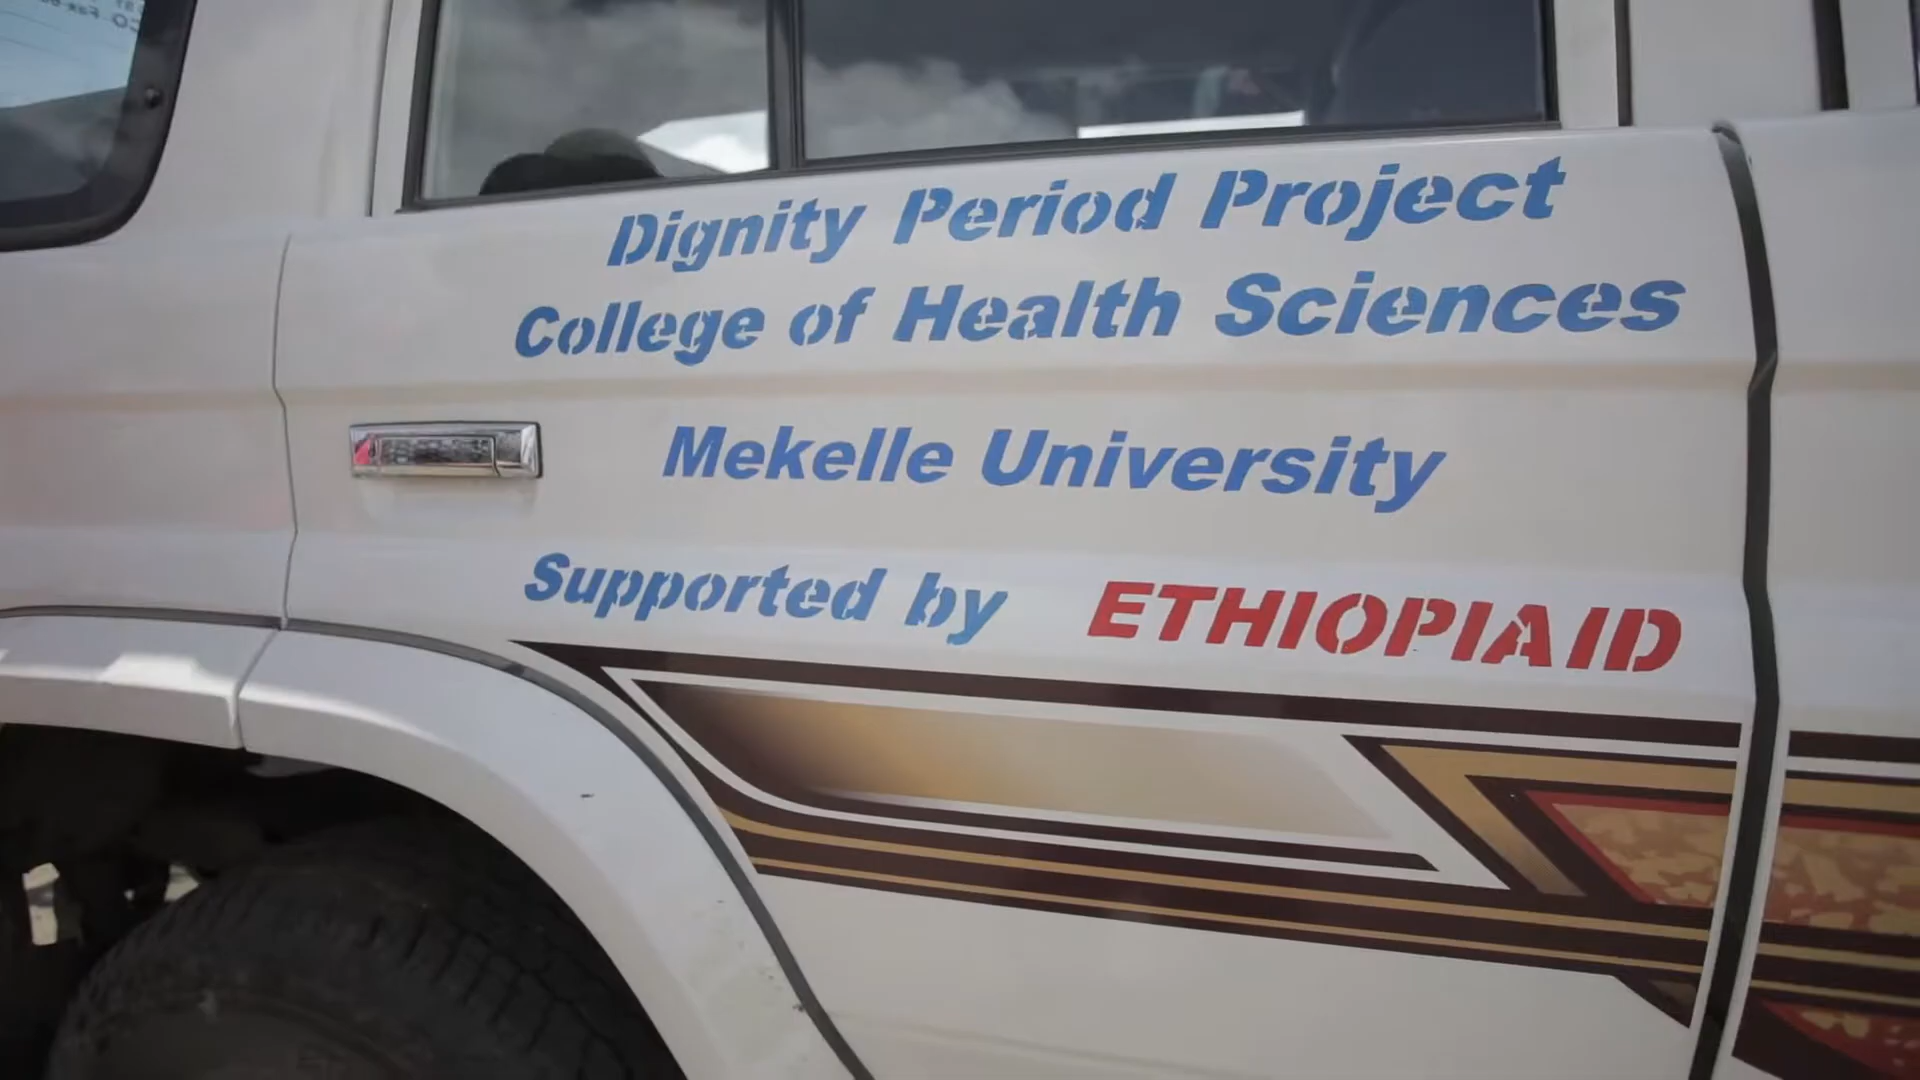 Dignity Period Project
College of Health Sciences
Mekelle University
Supported by ETHIOPIAID